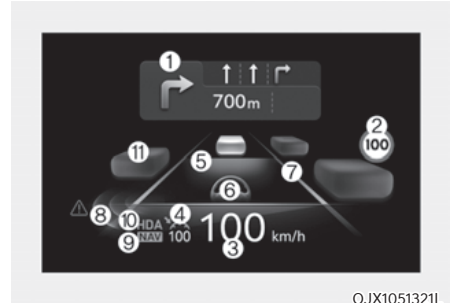 ①
700m
②
100
⑪
⑤
⑦
⑥
⑧
⑩ HDA
④
⑨ NAV
100
100 km/h
③
OJX1051321L